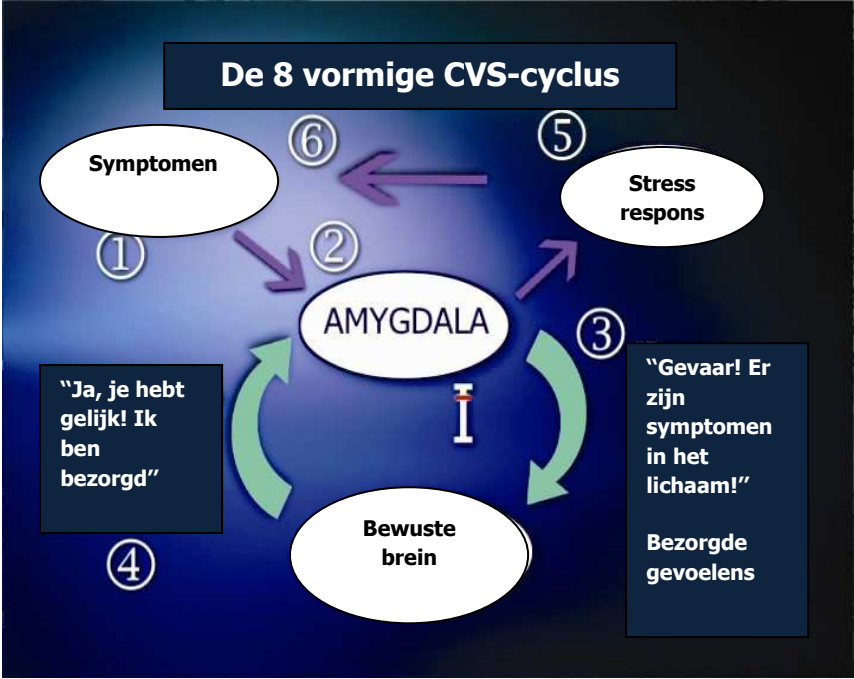 De 8 vormige CVS-cyclus
⑥
⑤
Symptomen
Stress
respons
①
②
AMYGDALA
③
"Ja, je hebt
gelijk! Ik
ben
bezorgd"
"Gevaar! Er
zijn
symptomen
in het
lichaam!"
Bezorgde
gevoelens
Bewuste
brein
④